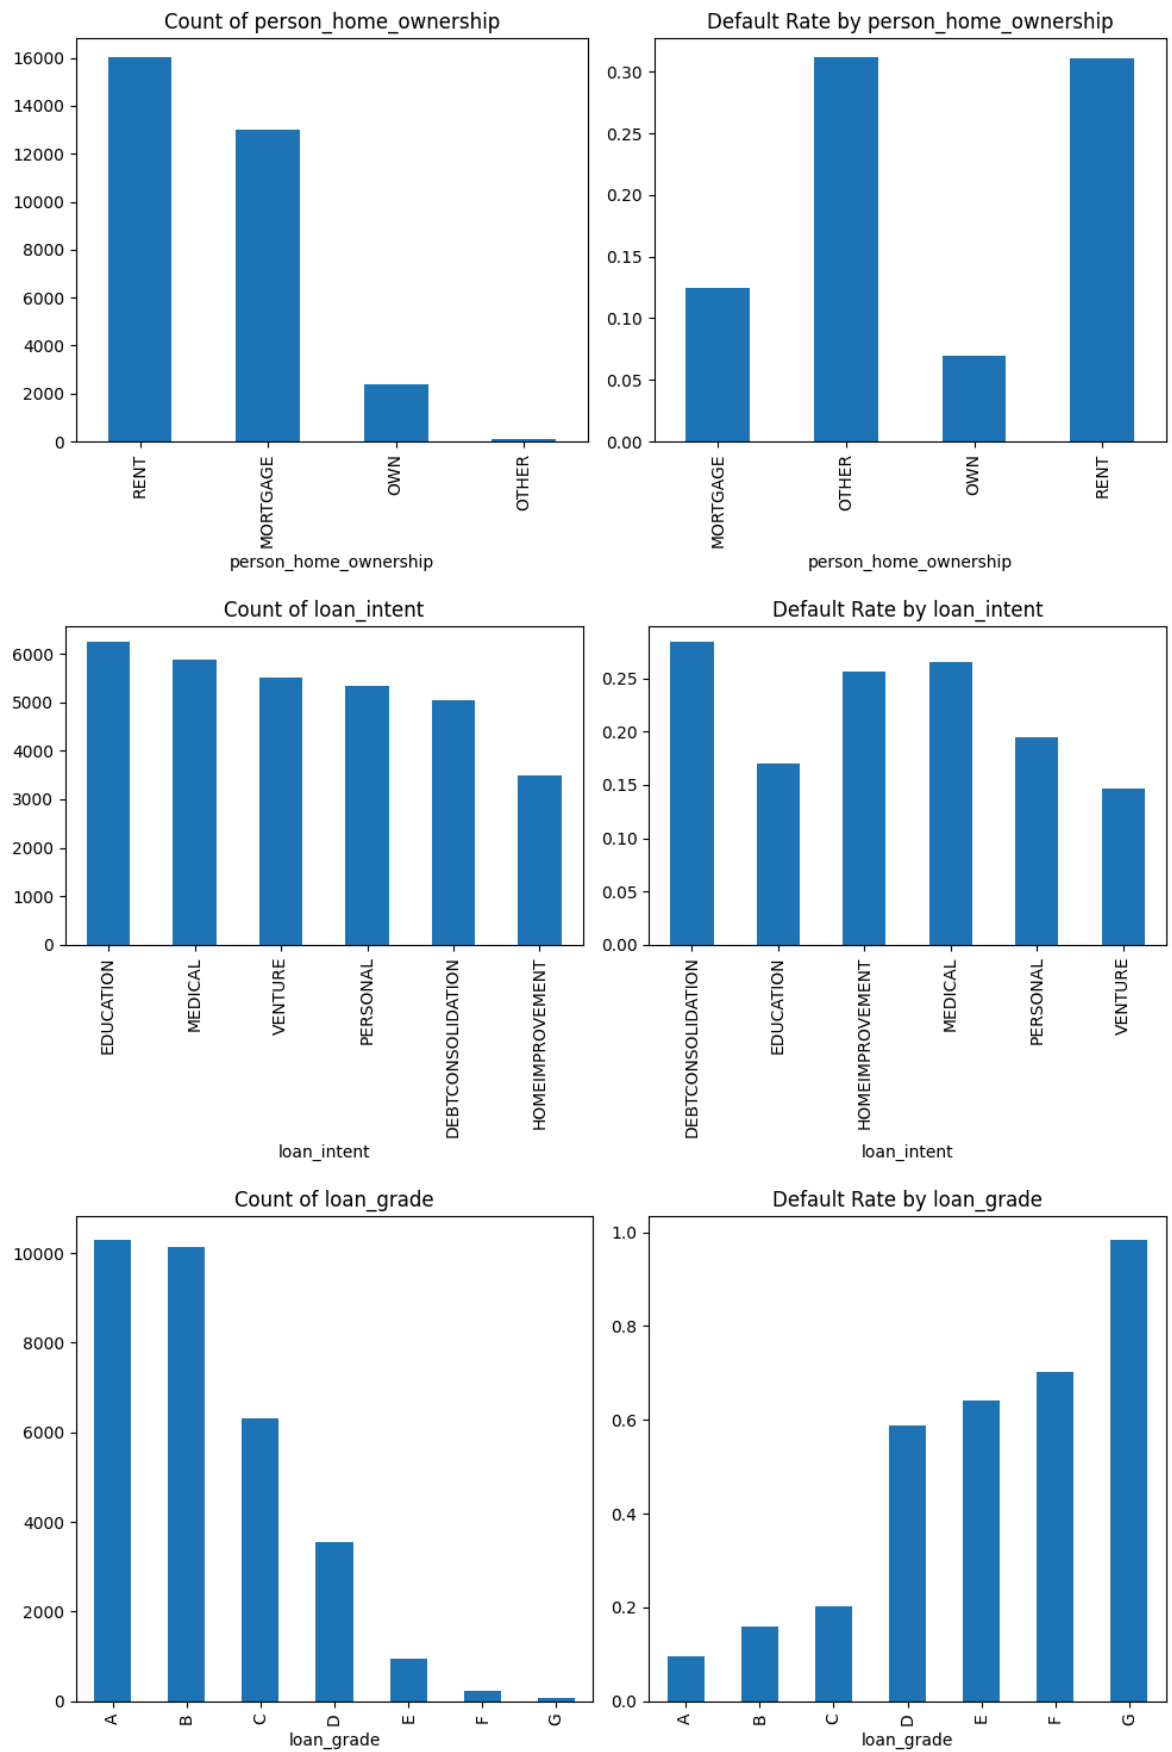 Count of person_home_ownership
16000
14000
12000
10000
8000
6000
4000
2000
0
RENT
MORTGAGE
OWN
OTHER
person_home_ownership
Default Rate by person_home_ownership
0.30
0.25
0.20
0.15
0.10
0.05
0.00
MORTGAGE
OTHER
OWN
RENT
person_home_ownership
Count of loan_intent
6000
5000
4000
3000
2000
1000
0
EDUCATION
MEDICAL
VENTURE
PERSONAL
DEBTCONSOLIDATION
HOMEIMPROVEMENT
loan_intent
Default Rate by loan_intent
0.25
0.20
0.15
0.10
0.05
0.00
DEBTCONSOLIDATION
EDUCATION
HOMEIMPROVEMENT
MEDICAL
PERSONAL
VENTURE
loan_intent
Count of loan_grade
10000
8000
6000
4000
2000
0
A
B
C
D
E
F
G
loan_grade
Default Rate by loan_grade
1.0
0.8
0.6
0.4
0.2
0.0
A
B
C
D
E
F
G
loan_grade